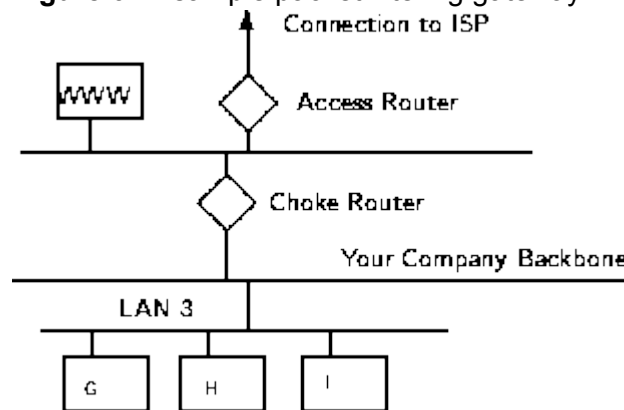 Connection to ISP
WWW
Access Router
Choke Router
Your Company Backbone
LAN 3
G
H
I